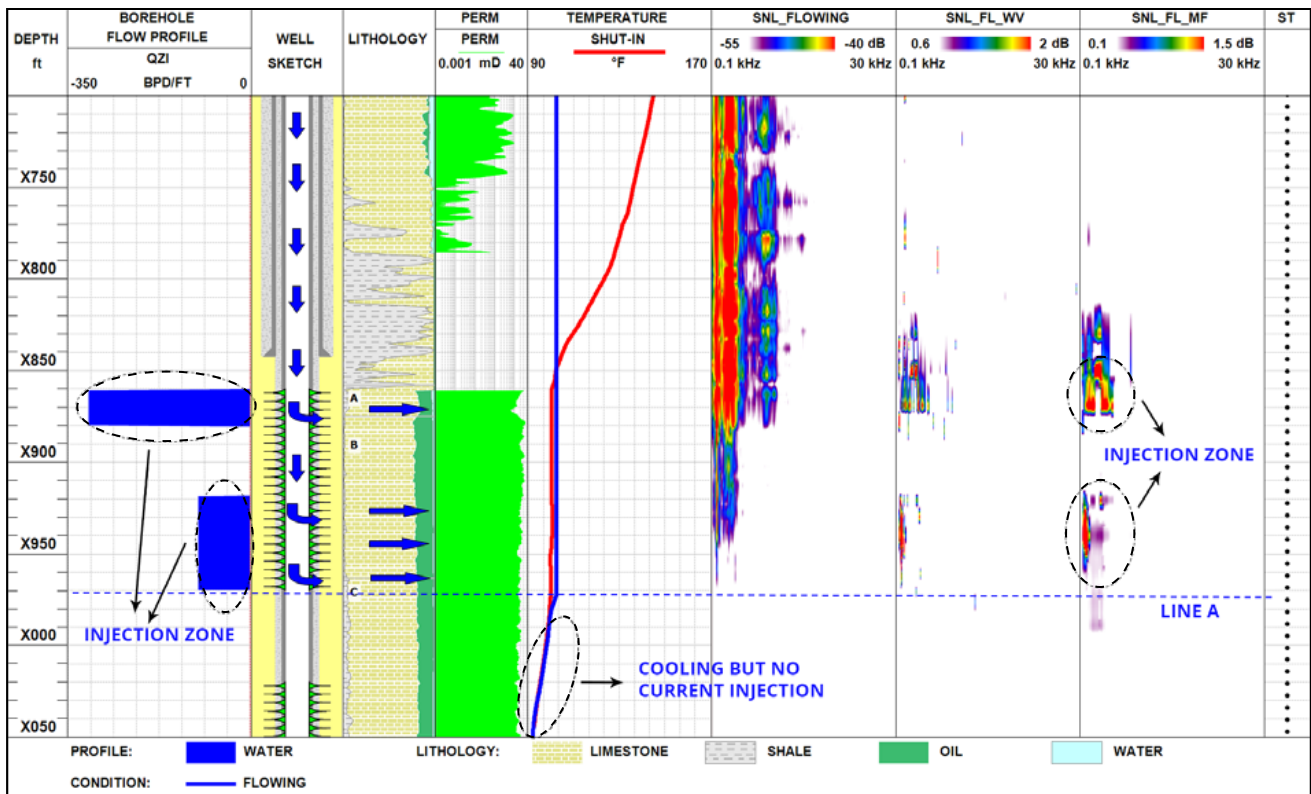 BOREHOLE FLOW PROFILE
PERM
TEMPERATURE
SNL_FLOWING
SNL_FL_WV
SNL_FL_MF
ST
DEPTH
ft
QZI
-350 BPD/FT 0
WELL SKETCH
LITHOLOGY
PERM
0.001 mD 40
SHUT-IN
90 °F 170
-55 -40 dB
0.1 kHz 30 kHz
0.6 2 dB
0.1 kHz 30 kHz
0.1 1.5 dB
0.1 kHz 30 kHz
X750
X800
X850
A
B
X900
INJECTION ZONE
X950
C
LINE A
INJECTION ZONE
X000
COOLING BUT NO
CURRENT INJECTION
X050
PROFILE: WATER LITHOLOGY: LIMESTONE SHALE OIL WATER
CONDITION: FLOWING